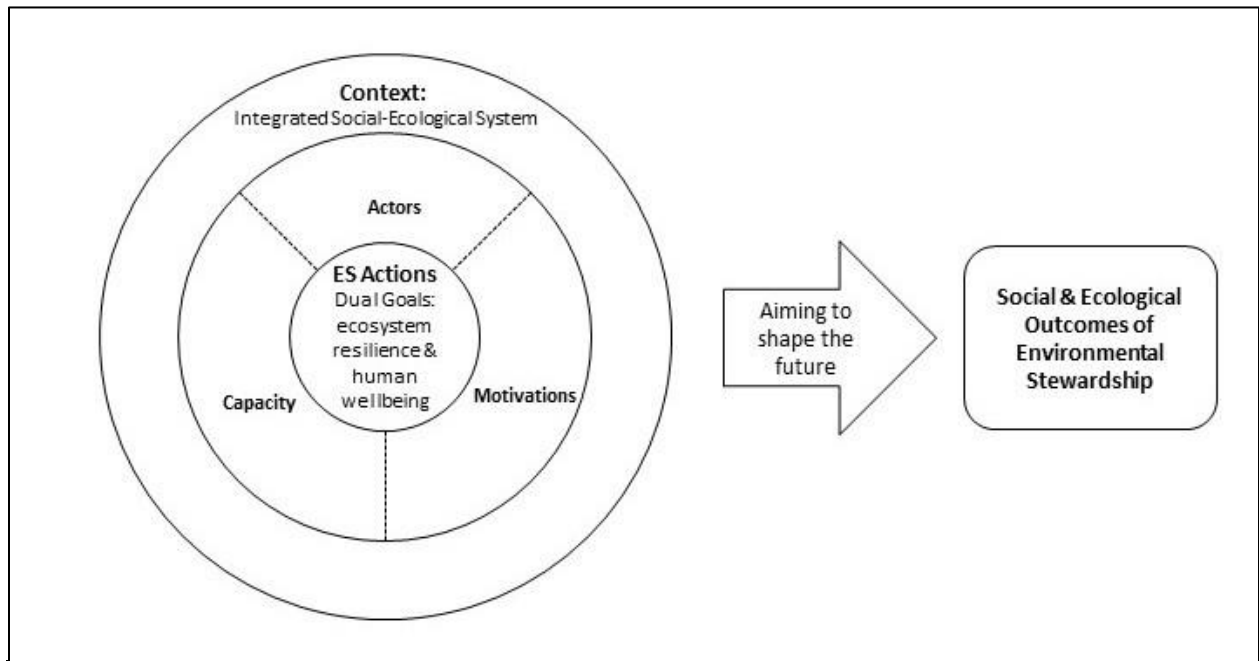 Context:
Integrated Social-Ecological System
Actors
ES Actions
Dual Goals:
ecosystem
resilience &
human
wellbeing
Capacity
Motivations
Aiming to
shape the
future
Social & Ecological
Outcomes of
Environmental
Stewardship